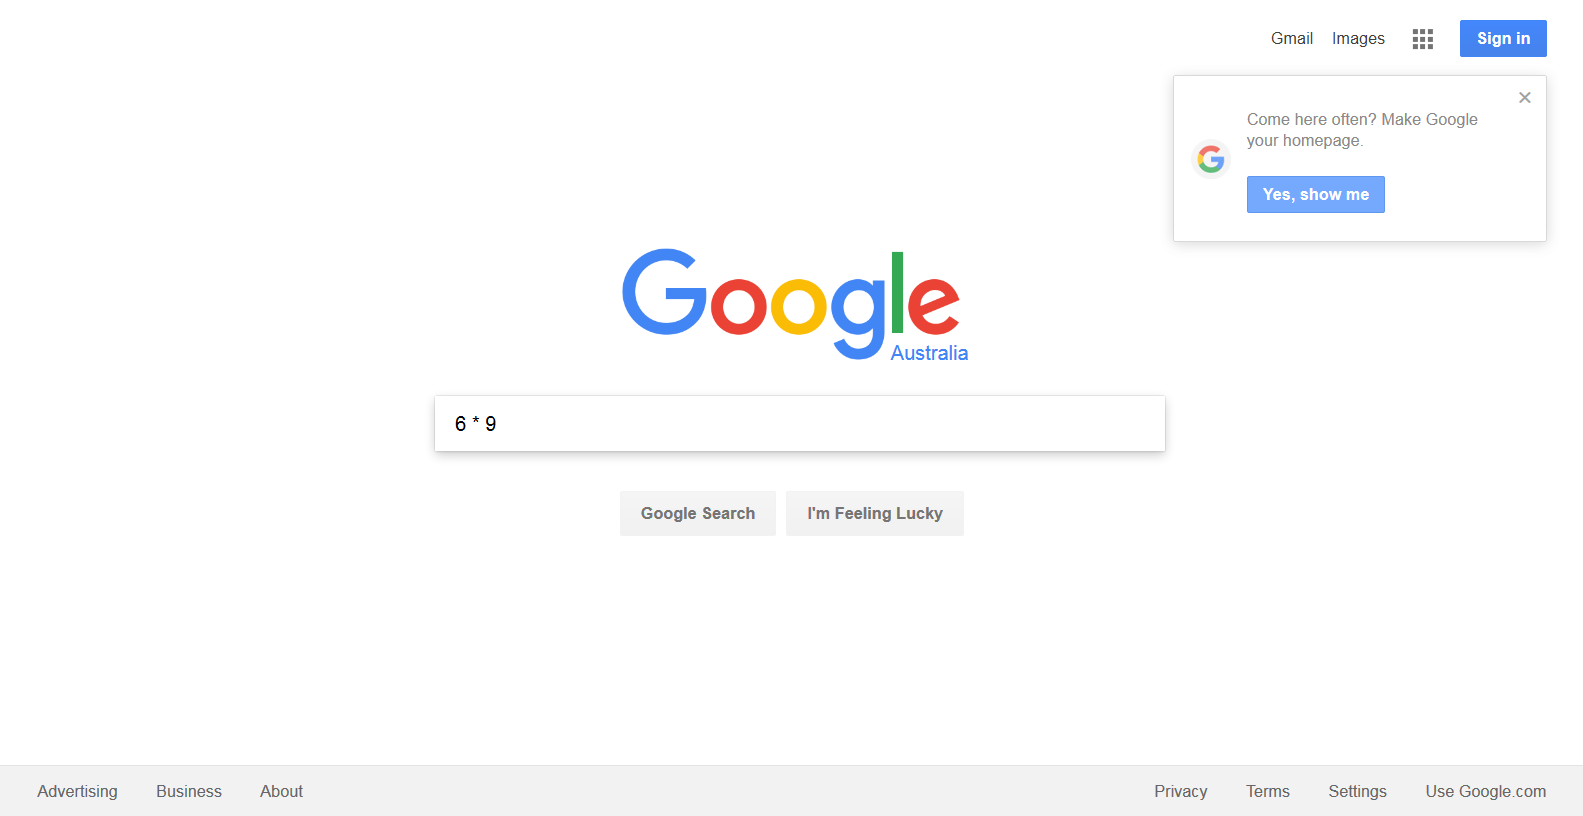 Gmail Images Sign in
Come here often? Make Google
your homepage.
Yes, show me
Google
Australia
6 * 9
Google Search I'm Feeling Lucky
Advertising Business About Privacy Terms Settings Use Google.com